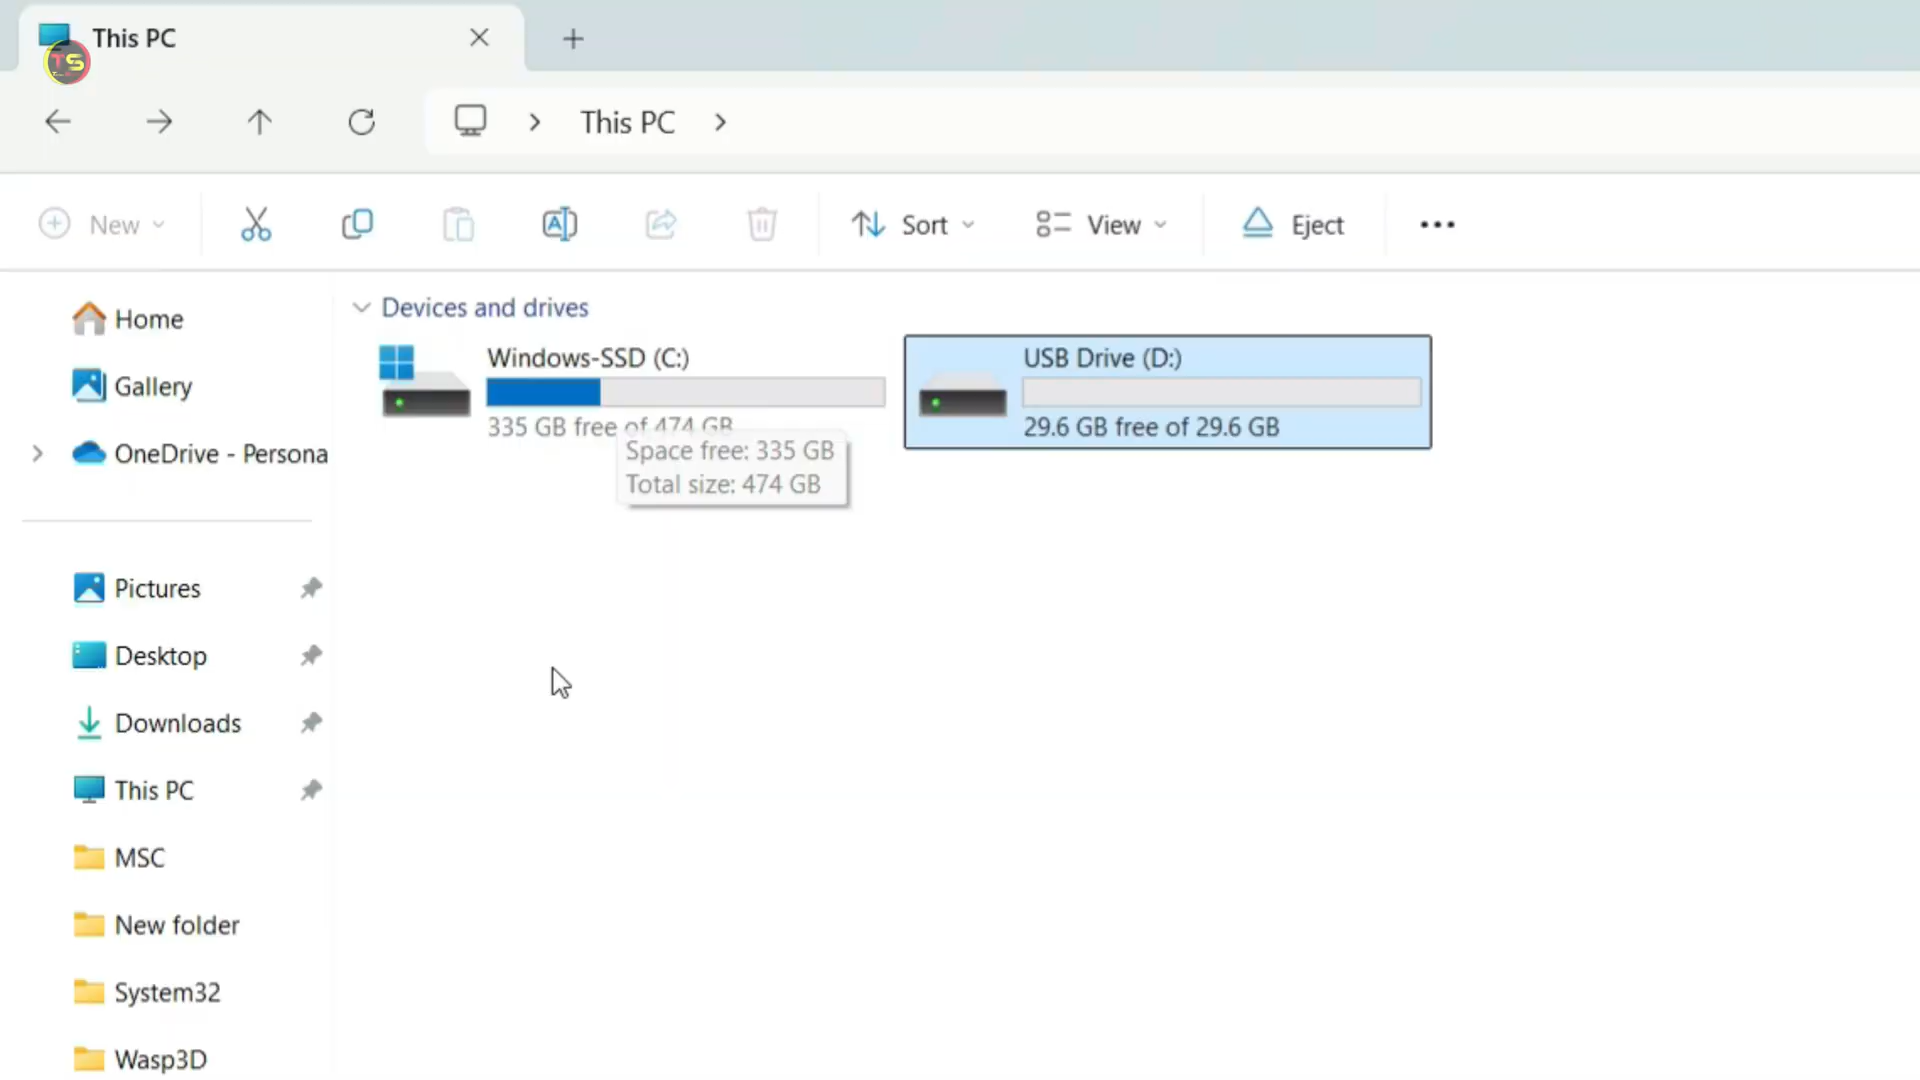 This PC
TS
This PC
New
Sort
View
Eject
Home
Gallery
OneDrive - Persona
Pictures
Desktop
Downloads
This PC
MSC
New folder
System32
Wasp3D
Devices and drives
Windows-SSD (C:)
335 GB free of 474 GB
Space free: 335 GB
Total size: 474 GB
USB Drive (D:)
29.6 GB free of 29.6 GB